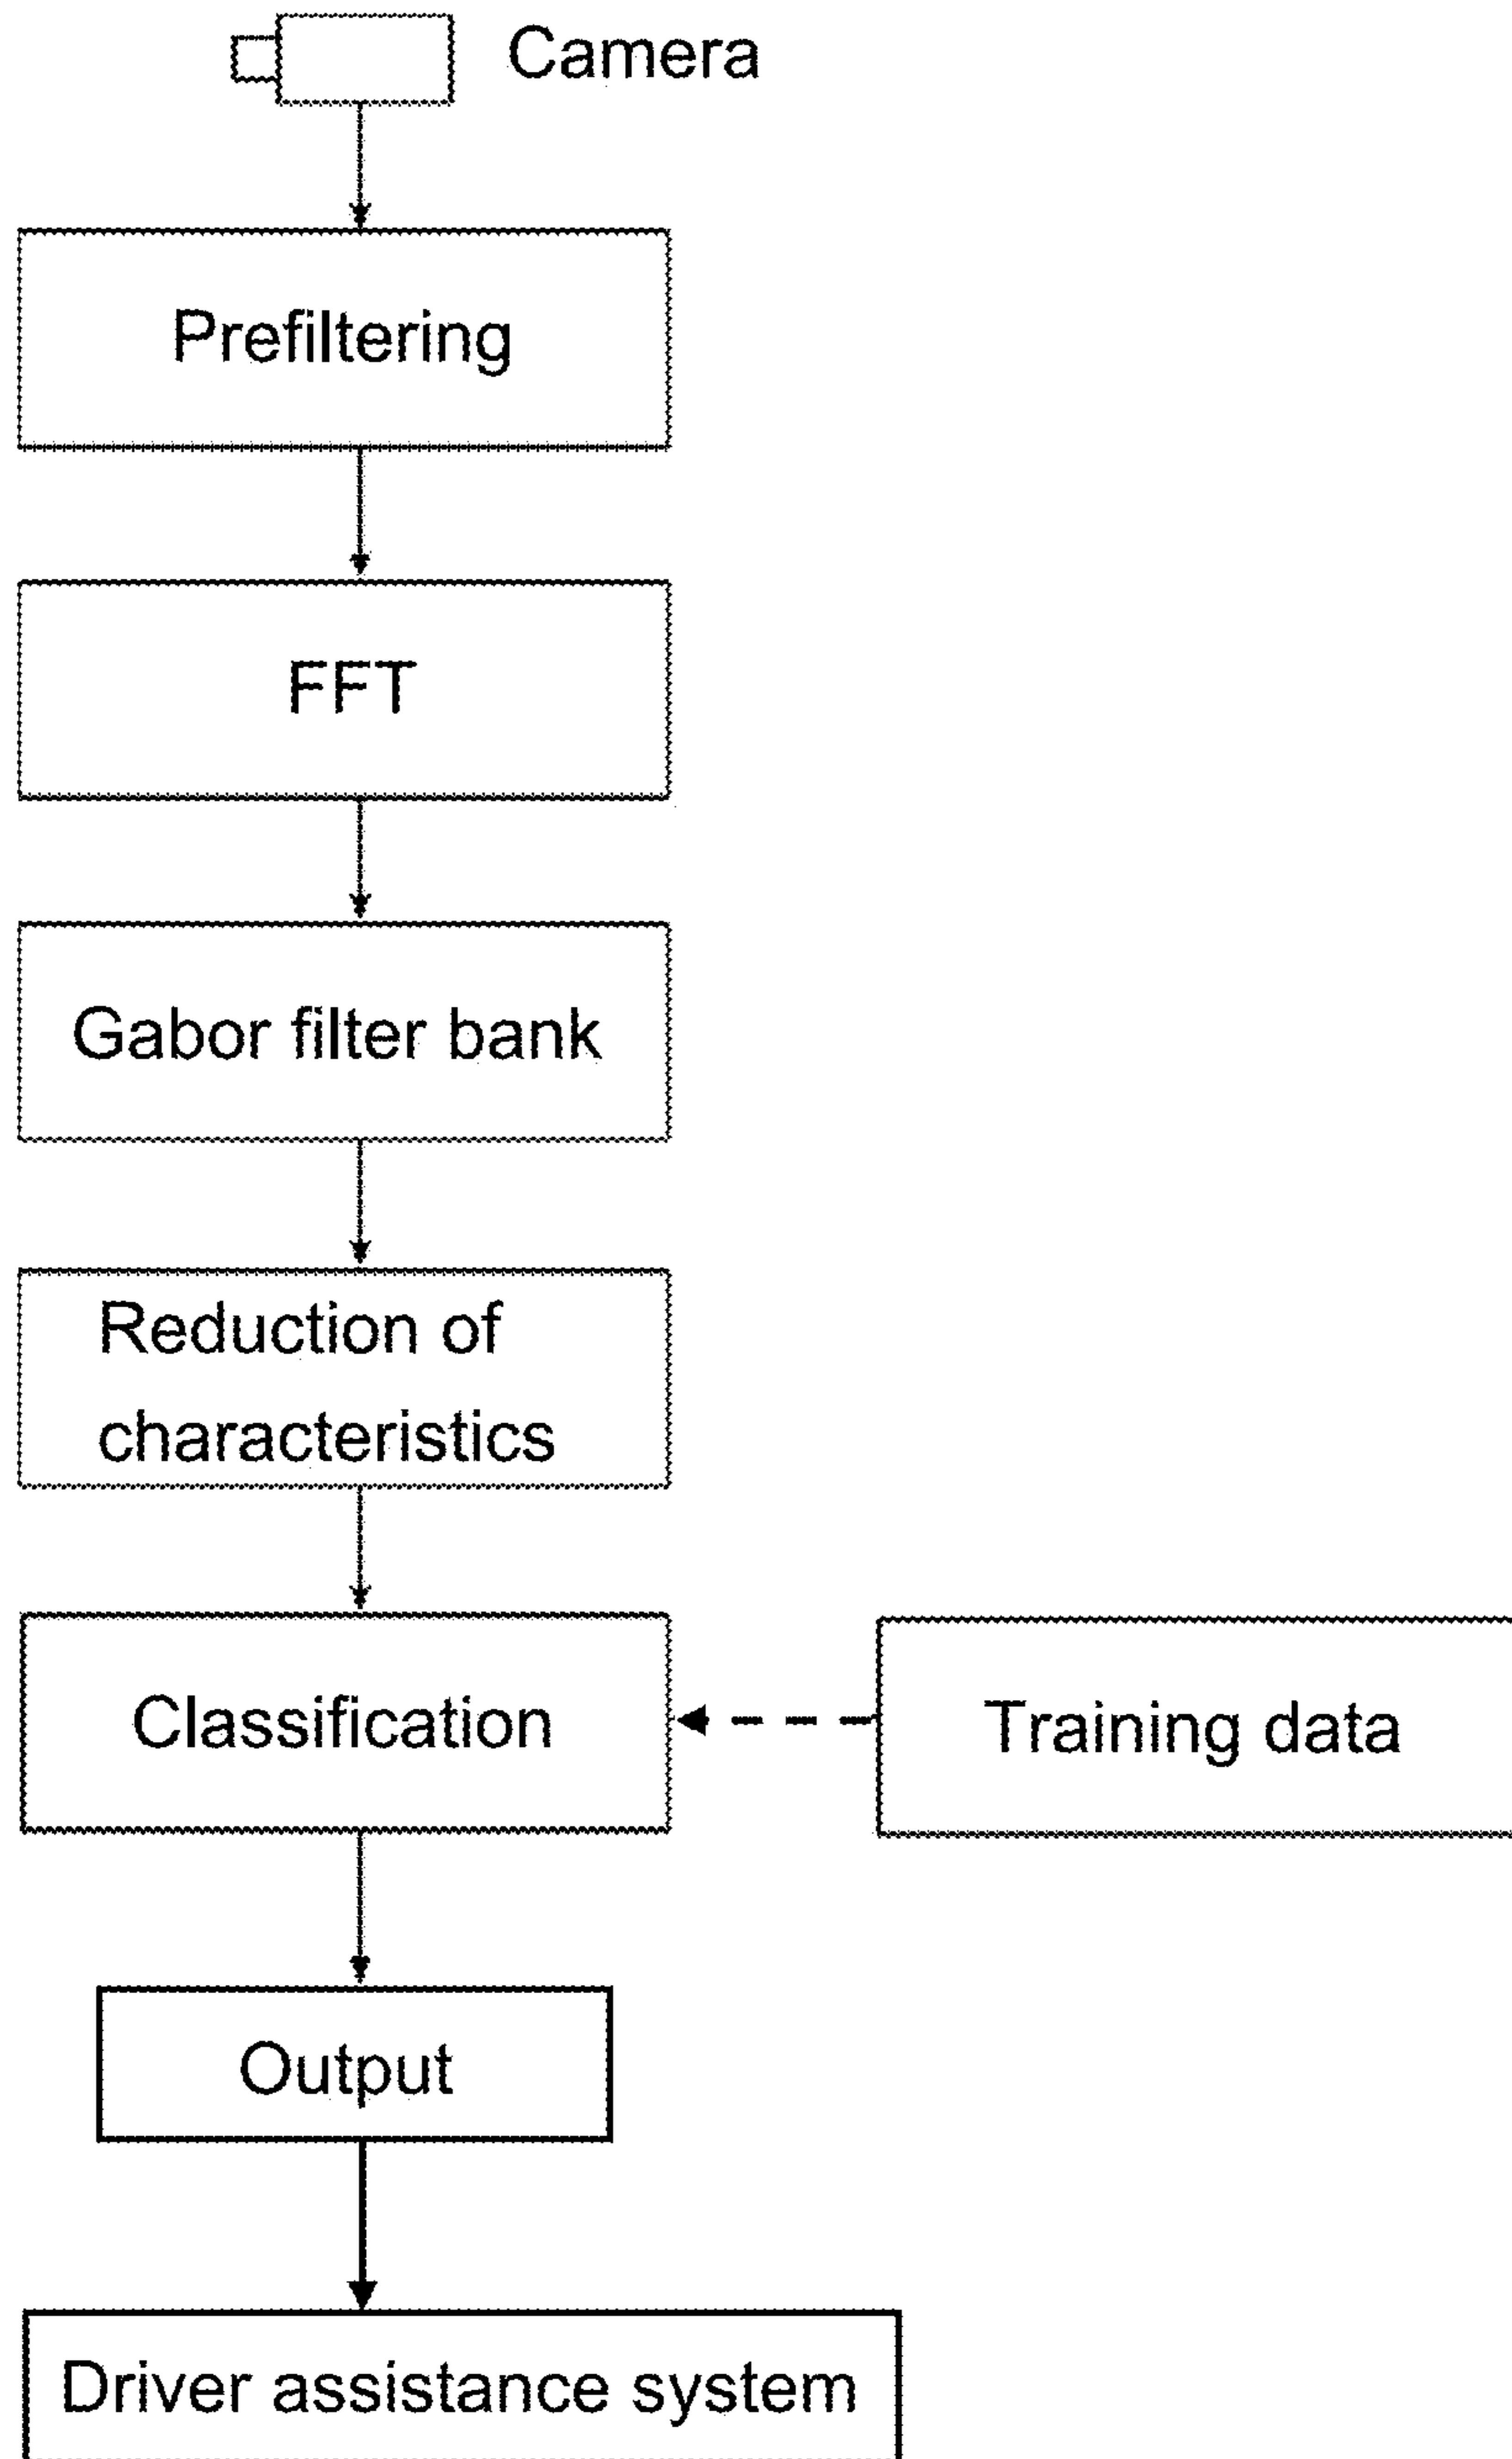 Camera
Prefiltering
FFT
Gabor filter bank
Reduction of
characteristics
Classification
Training data
Output
Driver assistance system